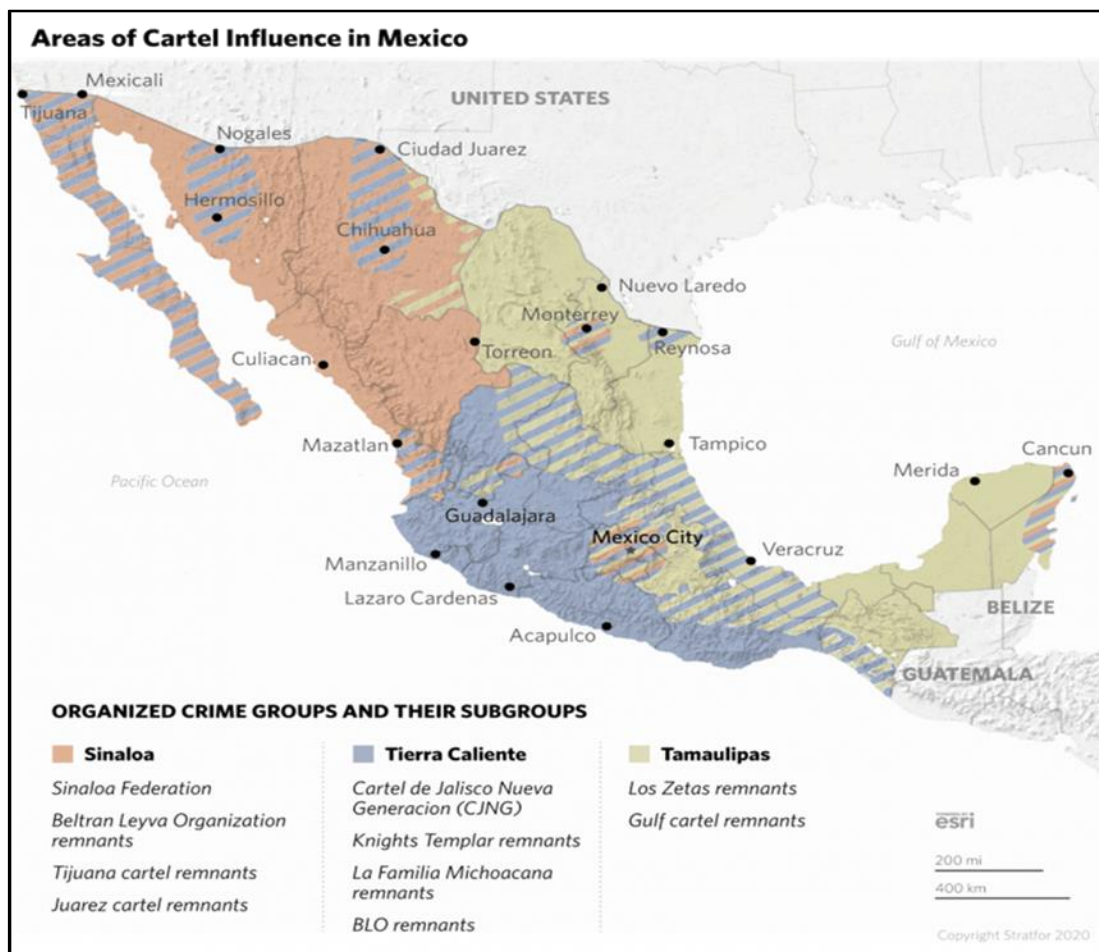 Areas of Cartel Influence in Mexico
Mexicali
Tijuana
UNITED STATES
Nogales
Ciudad Juarez
Hermosillo
Chihuahua
Nuevo Laredo
Monterrey
Reynosa
Gulf of Mexico
Culiacan
Torreon
Mazatlan
Tampico
Cancun
Merida
Pacific Ocean
Guadalajara
Mexico City
Veracruz
Manzanillo
Lazaro Cardenas
BELIZE
Acapulco
GUATEMALA
ORGANIZED CRIME GROUPS AND THEIR SUBGROUPS
Sinaloa
Sinaloa Federation
Beltran Leyva Organization
remnants
Tijuana cartel remnants
Juarez cartel remnants
Tierra Caliente
Cartel de Jalisco Nueva
Generacion (CJNG)
Knights Templar remnants
La Familia Michoacana
remnants
BLO remnants
Tamaulipas
Los Zetas remnants
Gulf cartel remnants
esri
200 mi
400 km
Copyright Stratfor 2020